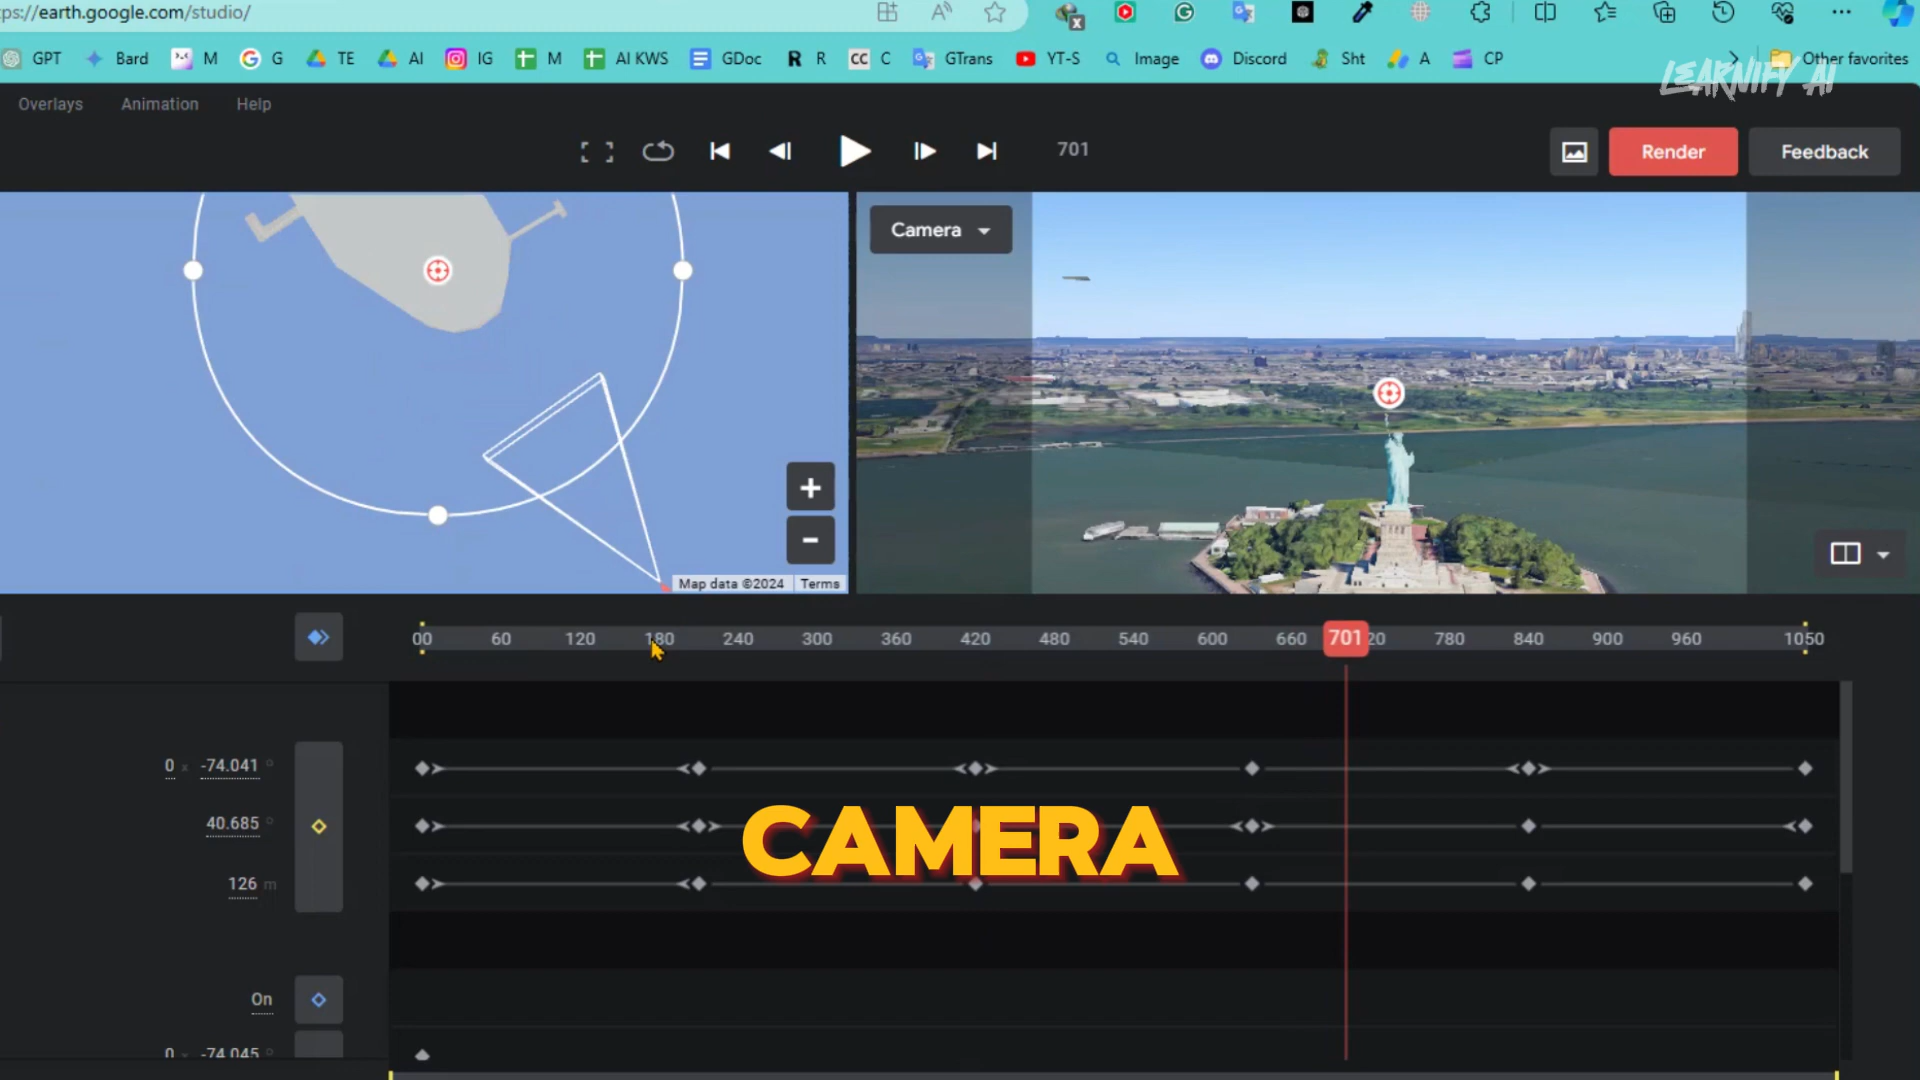 ps://earth.google.com/studio/
GPT Bard M G TE AI IG M AI KWS GDoc R R CC C GTrans YT-S Image Discord Sht A CP Other favorites
LEARNIFY AI
Overlays Animation Help
701
Render Feedback
Camera
Map data ©2024 Terms
00 60 120 180 240 300 360 420 480 540 600 660 701 20 780 840 900 960 1050
0 x -74.041 °
40.685 °
CAMERA
126 m
On
0 x -74.045 °